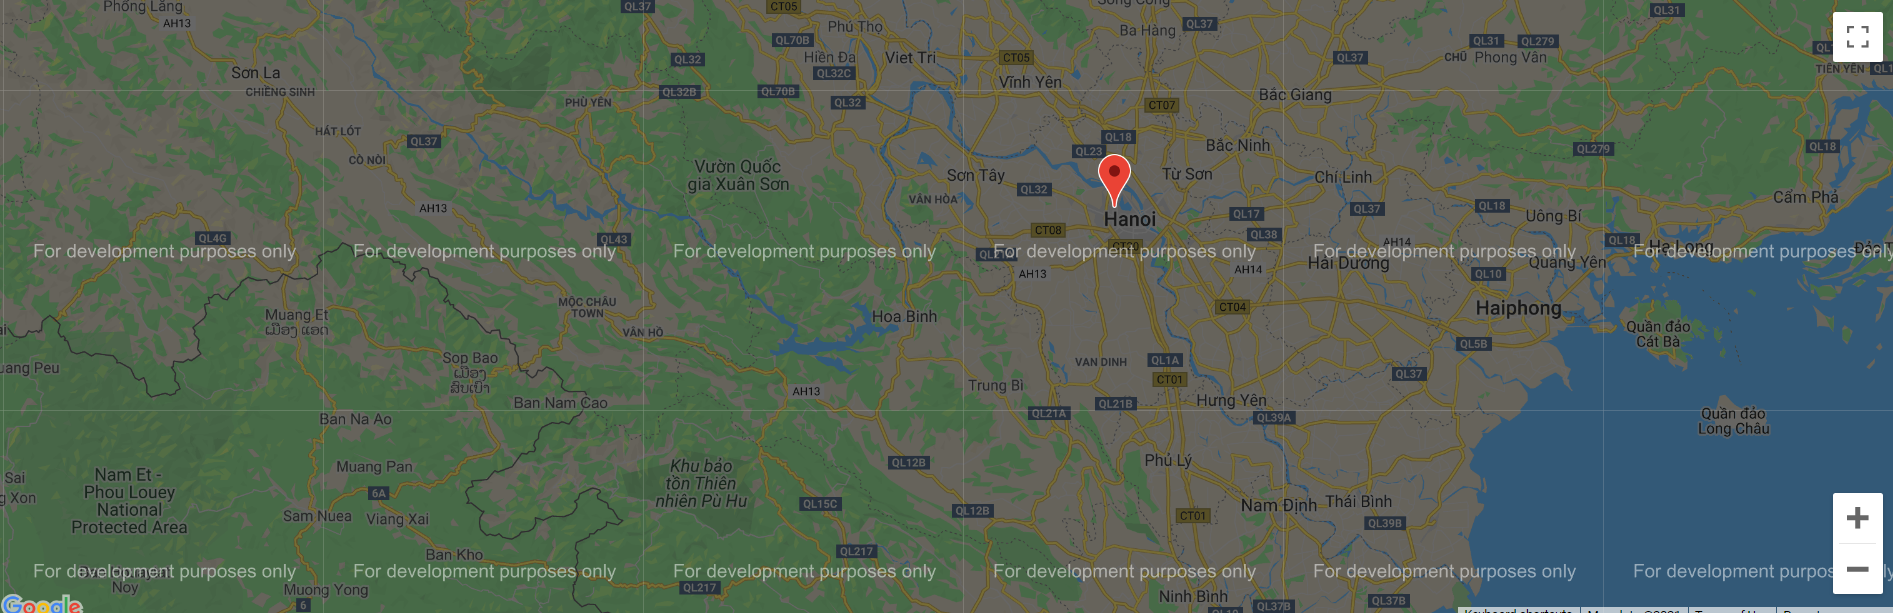 Phong Lăng
AH13
QL37
CT05
Phú Thọ
QL37
Ba Hàng
QL31
QL70B
QL32
Hiền Đa
Viet Tri
CT05
QL37
QL31
QL279
CHŨ
Phong Vân
TIÊN YÊN
Sơn La
CHIỀNG SINH
QL32C
QL32B
QL70B
QL32
PHÙ YÊN
Vĩnh Yên
CT07
Bắc Giang
HÁT LÓT
QL37
CÒ NÒI
QL18
QL23
Bắc Ninh
QL279
QL18
Vườn Quốc
gia Xuân Sơn
Sơn Tây
QL32
VĂN HÒA
Từ Sơn
Chí Linh
QL37
QL18
Cẩm Phả
AH13
Hanoi
QL17
Uông Bí
QL4G
QL43
CT08
QL38
AH14
QL18
Hạ Long
For development purposes only
For development purposes only
For development purposes only
For development purposes only
For development purposes only
For development purposes only
AH13
AH14
Hải Dương
Quảng Yên
QL10
Muang Et
ເມືອງ ແອດ
MỘC CHÂU
TOWN
VÂN HỒ
Hoa Binh
CT04
Haiphong
Quần đảo
Cát Bà
uang Peu
Sop Bao
VAN DINH
QL1A
QL5B
CT01
QL37
AH13
Trung Bì
Ban Nam Cao
QL21A
QL21B
Hưng Yên
QL39A
Quần đảo
Long Châu
Ban Na Ao
Nam Et -
Phou Louey
National
Protected Area
Sai
g Xon
Muang Pan
6A
Sam Nuea
Viang Xai
Khu bảo
tồn Thiên
nhiên Pù Hu
QL12B
QL15C
QL12B
Phủ Lý
CT01
Nam Định
Thái Bình
QL39B
Ban Kho
QL217
QL217
For development purposes only
For development purposes only
For development purposes only
For development purposes only
For development purposes only
For development purpos
Noy
Muong Yong
6
Ninh Bình
QL37B
QL37B
Google